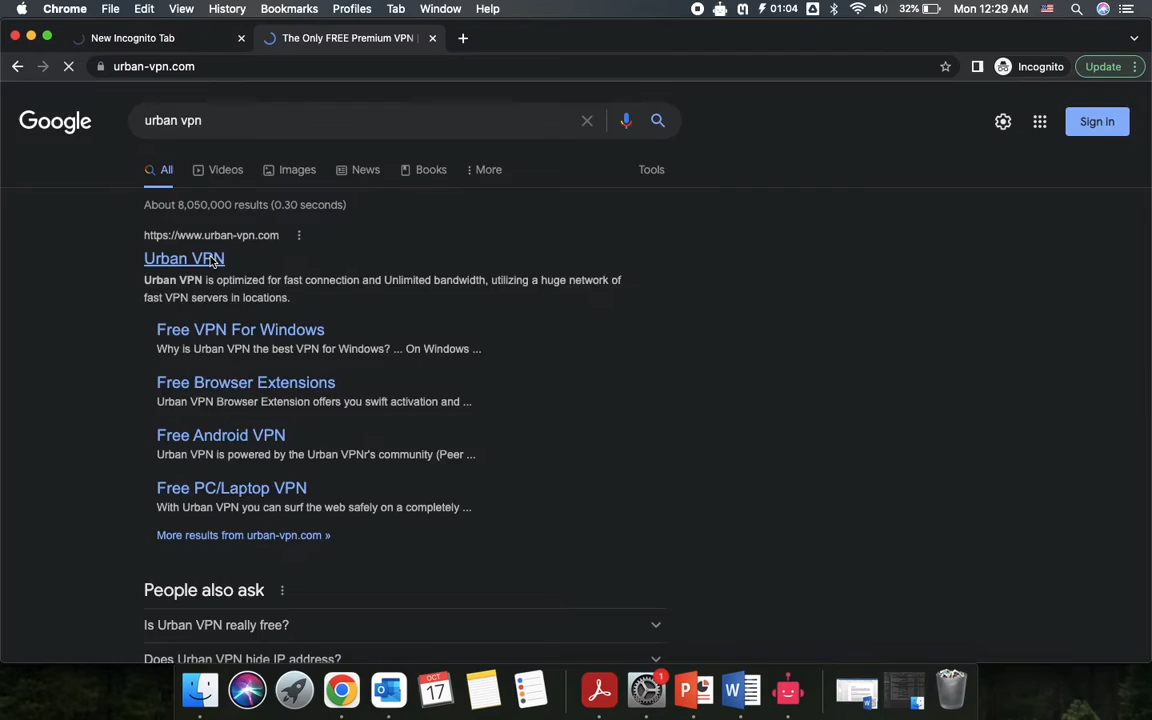 Chrome File Edit View History Bookmarks Profiles Tab Window Help 01:04 32% Mon 12:29 AM
New Incognito Tab The Only FREE Premium VPN
urban-vpn.com Incognito Update
Google urban vpn Sign in
All Videos Images News Books More Tools
About 8,050,000 results (0.30 seconds)
https://www.urban-vpn.com
Urban VPN
Urban VPN is optimized for fast connection and Unlimited bandwidth, utilizing a huge network of
fast VPN servers in locations.
Free VPN For Windows
Why is Urban VPN the best VPN for Windows? ... On Windows ...
Free Browser Extensions
Urban VPN Browser Extension offers you swift activation and ...
Free Android VPN
Urban VPN is powered by the Urban VPNr's community (Peer ...
Free PC/Laptop VPN
With Urban VPN you can surf the web safely on a completely ...
More results from urban-vpn.com »
People also ask
Is Urban VPN really free?
Does Urban VPN hide IP address?
OCT
17
1